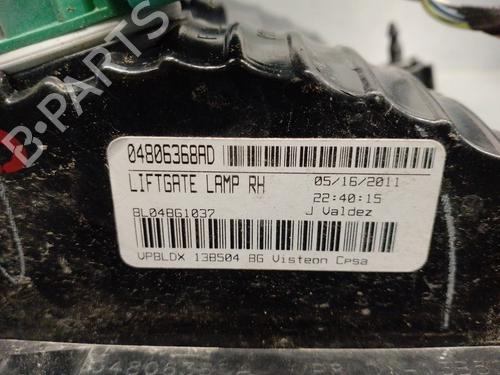 B-PARTS
04806368AD
LIFTGATE LAMP RH 05/16/2011
22:40:15
BL04BG1037 J Valdez
VPBLDX 13B504 BG Visteon Cpsa